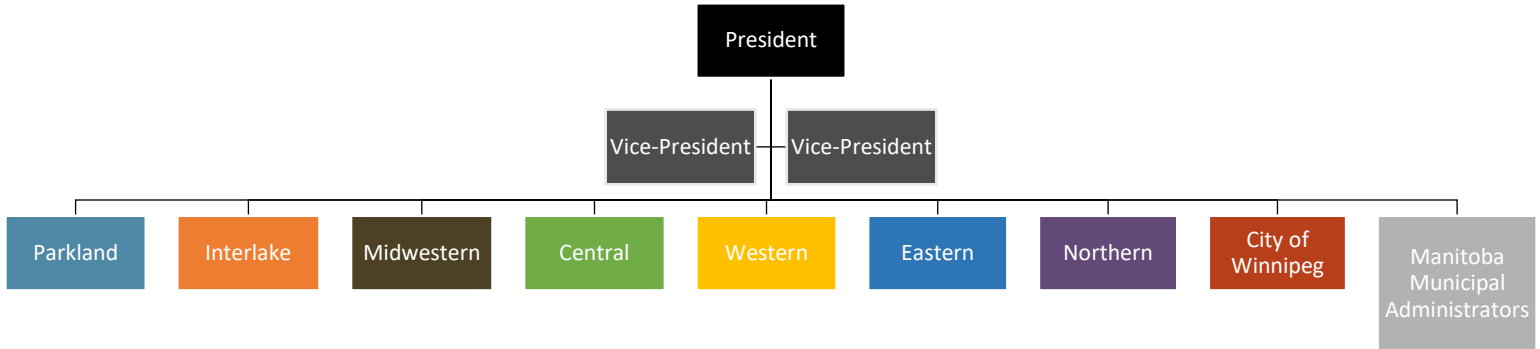 President
Vice-President
Vice-President
Parkland
Interlake
Midwestern
Central
Western
Eastern
Northern
City of
Winnipeg
Manitoba
Municipal
Administrators